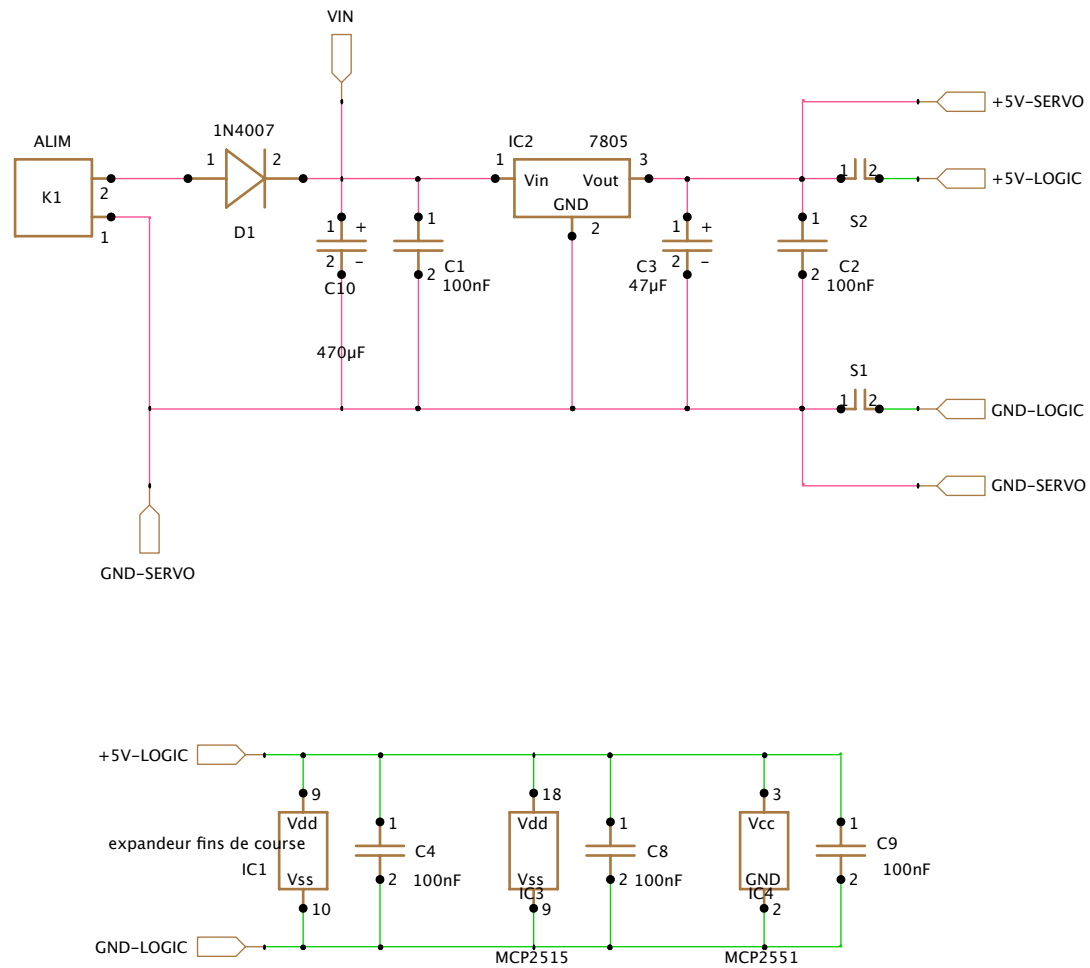 VIN
+5V-SERVO
ALIM
1N4007
IC2
7805
K1
2
1
1
2
D1
1
Vin
Vout
GND
3
2
1
2
S2
+5V-LOGIC
1
+
2
–
C10
470µF
1
2
C1
100nF
1
+
2
–
C3
47µF
1
2
C2
100nF
S1
1
2
GND-LOGIC
GND-SERVO
GND-SERVO
+5V-LOGIC
9
Vdd
expandeur fins de course
IC1
Vss
10
1
C4
2
100nF
18
Vdd
Vss
IC3
9
MCP2515
1
C8
2
100nF
3
Vcc
GND
IC4
2
MCP2551
1
C9
100nF
2
GND-LOGIC